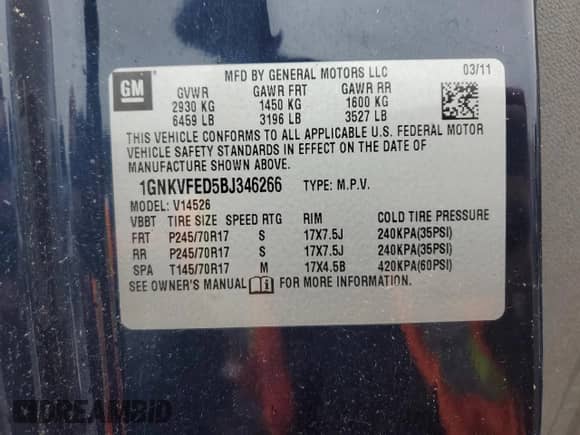 GM
MFD BY GENERAL MOTORS LLC 03/11
GVWR GAWR FRT GAWR RR
2930 KG 1450 KG 1600 KG
6459 LB 3196 LB 3527 LB
THIS VEHICLE CONFORMS TO ALL APPLICABLE U.S. FEDERAL MOTOR
VEHICLE SAFETY STANDARDS IN EFFECT ON THE DATE OF
MANUFACTURE SHOWN ABOVE.
1GNKVFED5BJ346266 TYPE: M.P.V.
MODEL: V14526
VBBT TIRE SIZE SPEED RTG RIM COLD TIRE PRESSURE
FRT P245/70R17 S 17X7.5J 240KPA(35PSI)
RR P245/70R17 S 17X7.5J 240KPA(35PSI)
SPA T145/70R17 M 17X4.5B 420KPA(60PSI)
SEE OWNER'S MANUAL FOR MORE INFORMATION.
DREAMBID